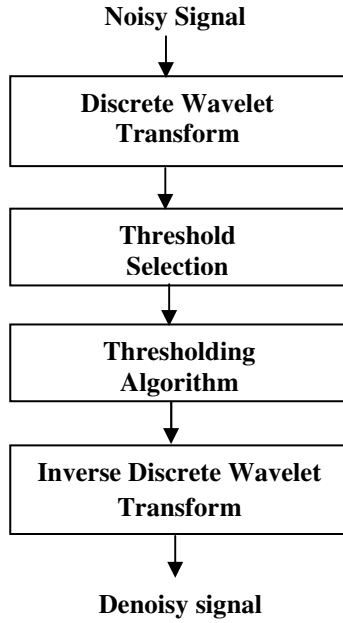 Noisy Signal
Discrete Wavelet
Transform
Threshold
Selection
Thresholding
Algorithm
Inverse Discrete Wavelet
Transform
Denoisy signal